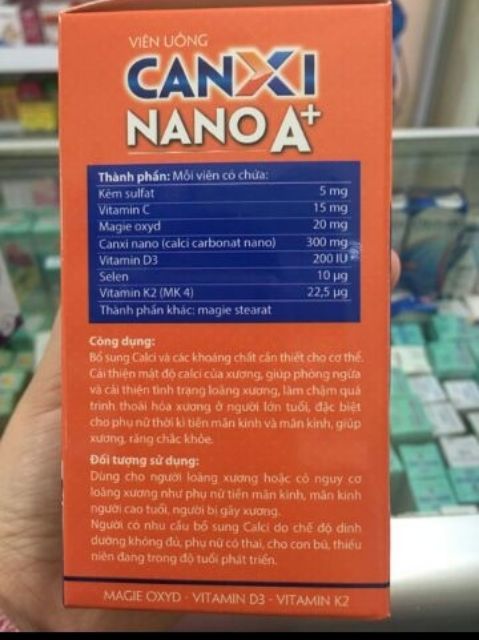 VIÊN UỐNG
CANXI
NANO A+
Thành phần: Mỗi viên có chứa:
Kẽm sulfat 5 mg
Vitamin C 15 mg
Magie oxyd 20 mg
Canxi nano (calci carbonat nano) 300 mg
Vitamin D3 200 IU
Selen 10 µg
Vitamin K2 (MK 4) 22,5 µg
Thành phần khác: magie stearat
Công dụng:
Bổ sung Calci và các khoáng chất cần thiết cho cơ thể.
Cải thiện mật độ calci của xương, giúp phòng ngừa
và cải thiện tình trạng loãng xương, làm chậm quá
trình thoái hóa xương ở người lớn tuổi, đặc biệt
cho phụ nữ thời kì tiền mãn kinh và mãn kinh, giúp
xương, răng chắc khỏe.
Đối tượng sử dụng:
Dùng cho người loãng xương hoặc có nguy cơ
loãng xương như phụ nữ tiền mãn kinh, mãn kinh
người cao tuổi, người bị gãy xương.
Người có nhu cầu bổ sung Calci do chế độ dinh
dưỡng không đủ, phụ nữ có thai, cho con bú, thiếu
niên đang trong độ tuổi phát triển.
MAGIE OXYD - VITAMIN D3 - VITAMIN K2